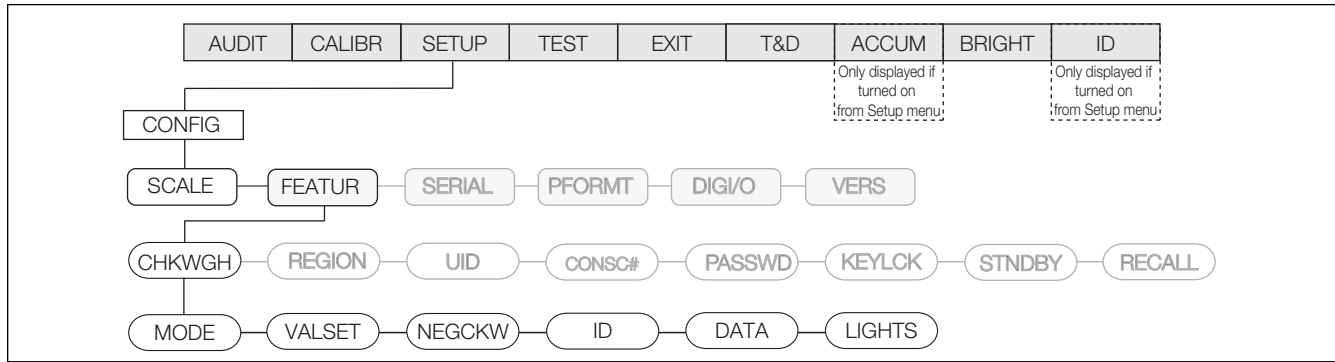 AUDIT CALIBR SETUP TEST EXIT T&D ACCUM BRIGHT ID
Only displayed if turned on from Setup menu
Only displayed if turned on from Setup menu
CONFIG
SCALE FEATUR SERIAL PFORMT DIGI/O VERS
CHKWGH REGION UID CONSC# PASSWD KEYLCK STNDBY RECALL
MODE VALSET NEGCKW ID DATA LIGHTS